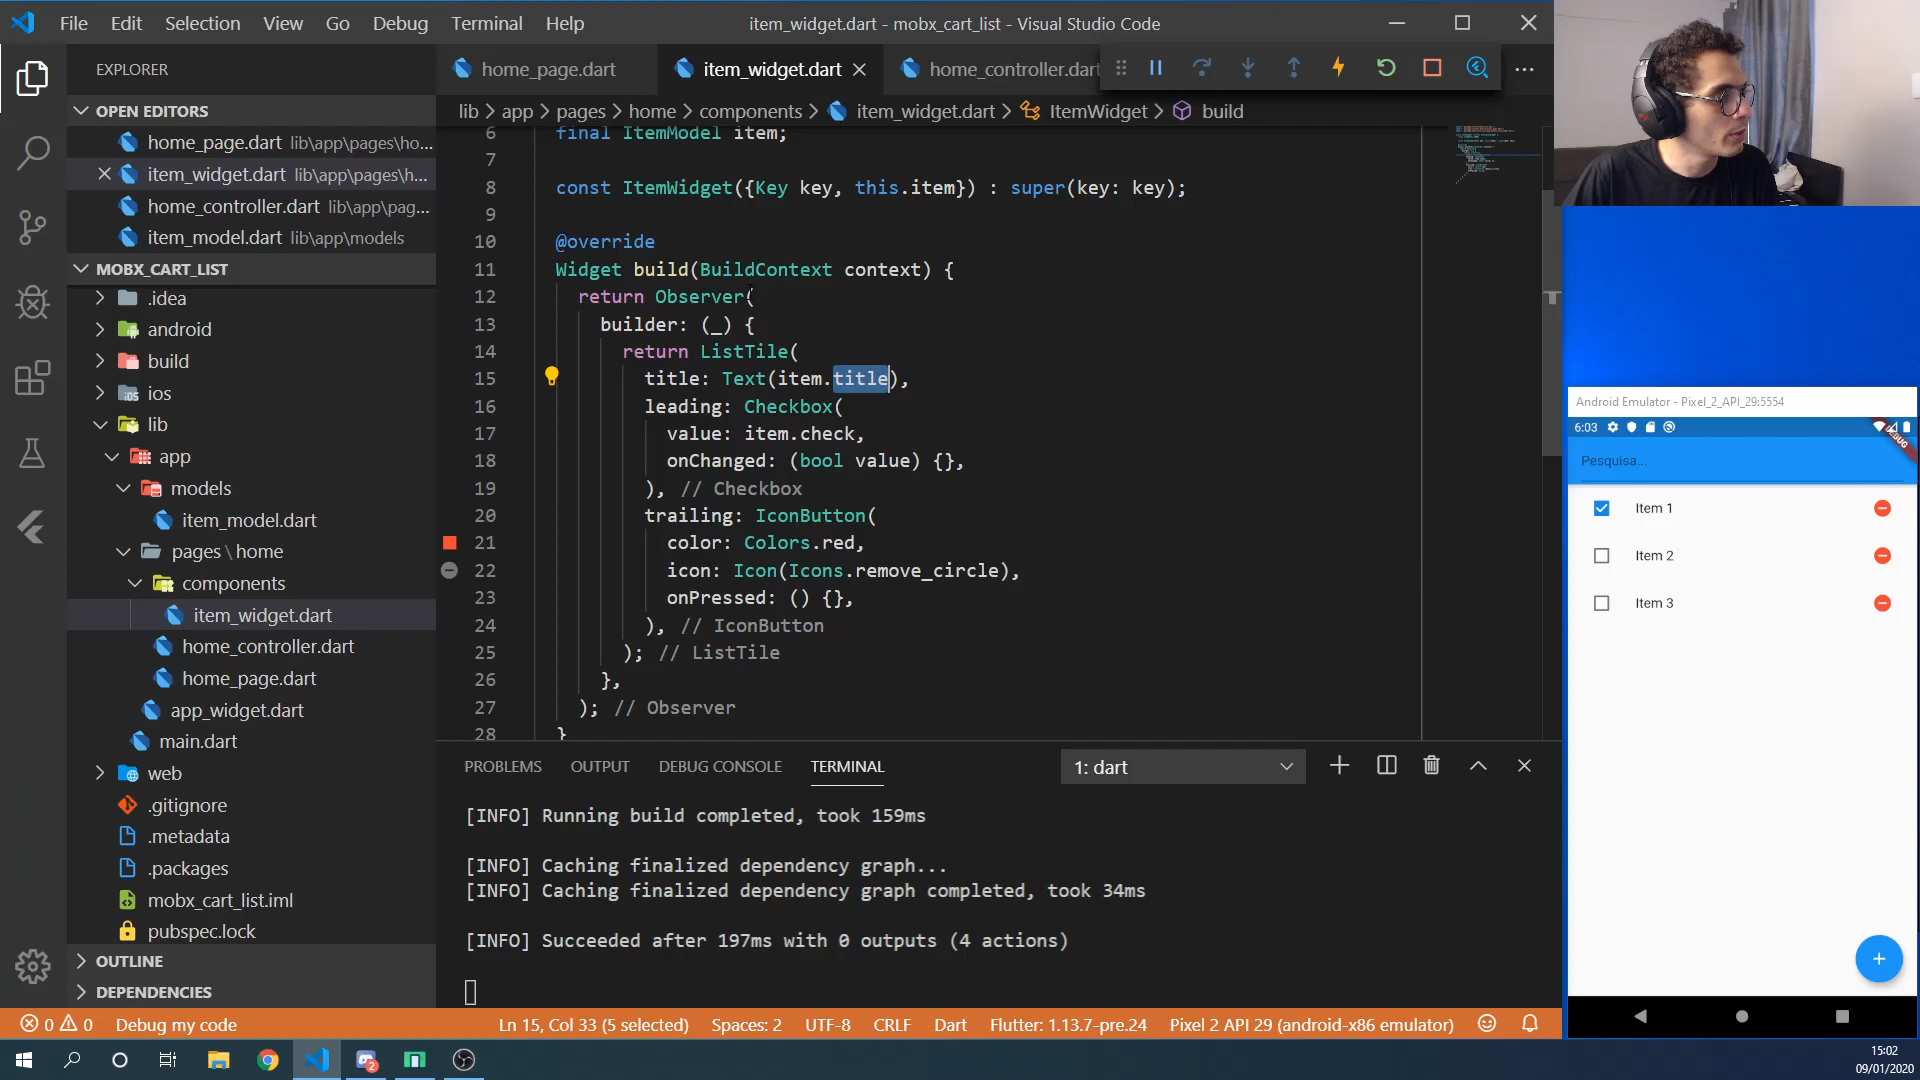 File Edit Selection View Go Debug Terminal Help
item_widget.dart - mobx_cart_list - Visual Studio Code
EXPLORER
OPEN EDITORS
home_page.dart lib\app\pages\ho...
item_widget.dart lib\app\pages\h...
home_controller.dart lib\app\pag...
item_model.dart lib\app\models
MOBX_CART_LIST
.idea
android
build
ios
lib
app
models
item_model.dart
pages\home
components
item_widget.dart
home_controller.dart
home_page.dart
app_widget.dart
main.dart
web
.gitignore
.metadata
.packages
mobx_cart_list.iml
pubspec.lock
OUTLINE
DEPENDENCIES
home_page.dart item_widget.dart home_controller.dart
lib > app > pages > home > components > item_widget.dart > ItemWidget > build
6 final ItemModel item;
7
8 const ItemWidget({Key key, this.item}) : super(key: key);
9
10 @override
11 Widget build(BuildContext context) {
12 return Observer(
13 builder: (_) {
14 return ListTile(
15 title: Text(item.title),
16 leading: Checkbox(
17 value: item.check,
18 onChanged: (bool value) {},
19 ), // Checkbox
20 trailing: IconButton(
21 color: Colors.red,
22 icon: Icon(Icons.remove_circle),
23 onPressed: () {},
24 ), // IconButton
25 ); // ListTile
26 },
27 ); // Observer
28 }
PROBLEMS OUTPUT DEBUG CONSOLE TERMINAL
1: dart
[INFO] Running build completed, took 159ms
[INFO] Caching finalized dependency graph...
[INFO] Caching finalized dependency graph completed, took 34ms
[INFO] Succeeded after 197ms with 0 outputs (4 actions)
0 0 Debug my code
Ln 15, Col 33 (5 selected) Spaces: 2 UTF-8 CRLF Dart Flutter: 1.13.7-pre.24 Pixel 2 API 29 (android-x86 emulator)
Android Emulator - Pixel_2_API_29:5554
6:03
DEBUG
Pesquisa...
Item 1
Item 2
Item 3
+
2
15:02
09/01/2020